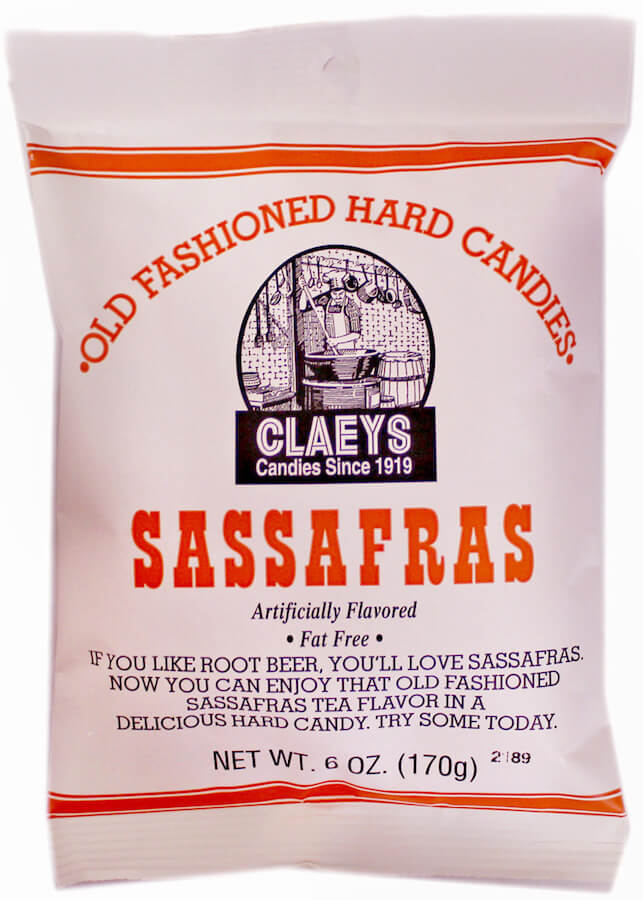 •OLD FASHIONED HARD CANDIES•
CLAEYS
Candies Since 1919
SASSAFRAS
Artificially Flavored
• Fat Free •
IF YOU LIKE ROOT BEER, YOU'LL LOVE SASSAFRAS.
NOW YOU CAN ENJOY THAT OLD FASHIONED
SASSAFRAS TEA FLAVOR IN A
DELICIOUS HARD CANDY. TRY SOME TODAY.
NET WT. 6 OZ. (170g)